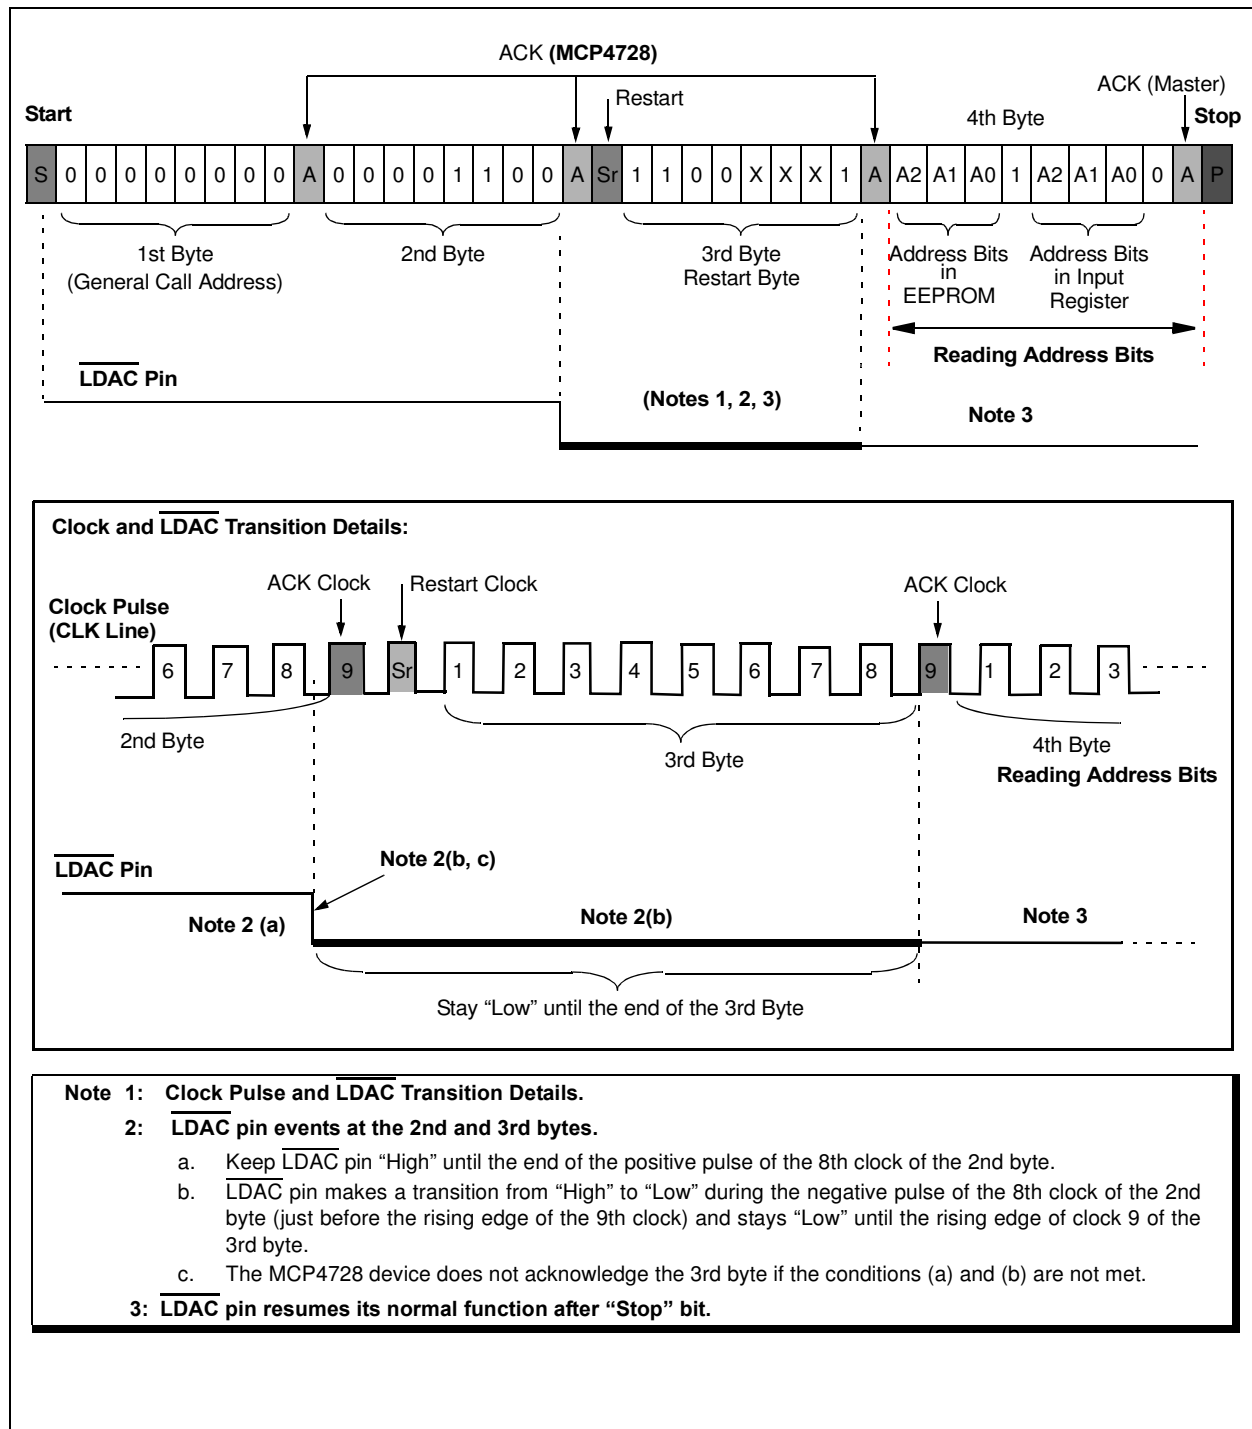 ACK (MCP4728)
Restart
ACK (Master)
Start
4th Byte
Stop
S 0 0 0 0 0 0 0 0 A 0 0 0 0 1 1 0 0 A Sr 1 1 0 0 X X X 1 A A2 A1 A0 1 A2 A1 A0 0 A P
1st Byte
(General Call Address)
2nd Byte
3rd Byte
Restart Byte
Address Bits
in
EEPROM
Address Bits
in Input
Register
Reading Address Bits
LDAC Pin
(Notes 1, 2, 3)
Note 3
Clock and LDAC Transition Details:
ACK Clock
Restart Clock
ACK Clock
Clock Pulse
(CLK Line)
6 7 8 9 Sr 1 2 3 4 5 6 7 8 9 1 2 3
2nd Byte
3rd Byte
4th Byte
Reading Address Bits
LDAC Pin
Note 2(b, c)
Note 2 (a)
Note 2(b)
Note 3
Stay “Low” until the end of the 3rd Byte
Note 1: Clock Pulse and LDAC Transition Details.
2: LDAC pin events at the 2nd and 3rd bytes.
a. Keep LDAC pin “High” until the end of the positive pulse of the 8th clock of the 2nd byte.
b. LDAC pin makes a transition from “High” to “Low” during the negative pulse of the 8th clock of the 2nd
byte (just before the rising edge of the 9th clock) and stays “Low” until the rising edge of clock 9 of the
3rd byte.
c. The MCP4728 device does not acknowledge the 3rd byte if the conditions (a) and (b) are not met.
3: LDAC pin resumes its normal function after “Stop” bit.